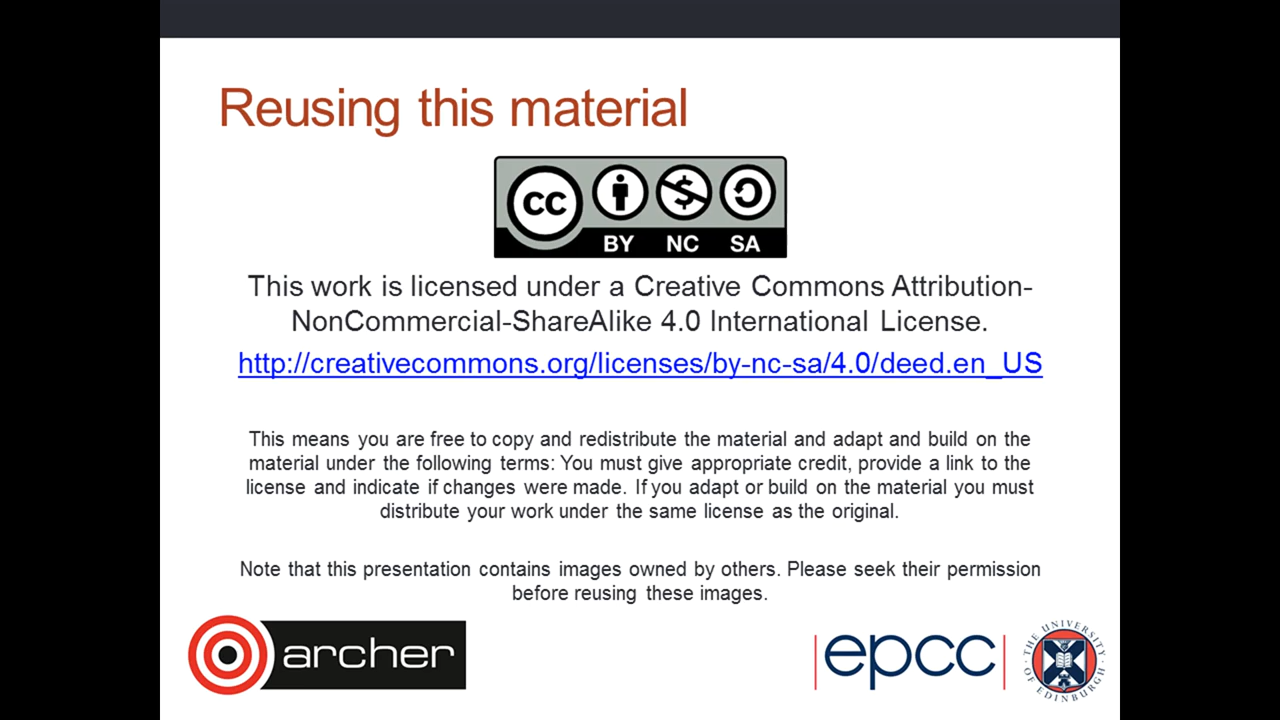 Reusing this material
CC
BY NC SA
This work is licensed under a Creative Commons Attribution-
NonCommercial-ShareAlike 4.0 International License.
http://creativecommons.org/licenses/by-nc-sa/4.0/deed.en_US
This means you are free to copy and redistribute the material and adapt and build on the
material under the following terms: You must give appropriate credit, provide a link to the
license and indicate if changes were made. If you adapt or build on the material you must
distribute your work under the same license as the original.
Note that this presentation contains images owned by others. Please seek their permission
before reusing these images.
archer
epcc
THE UNIVERSITY OF EDINBURGH